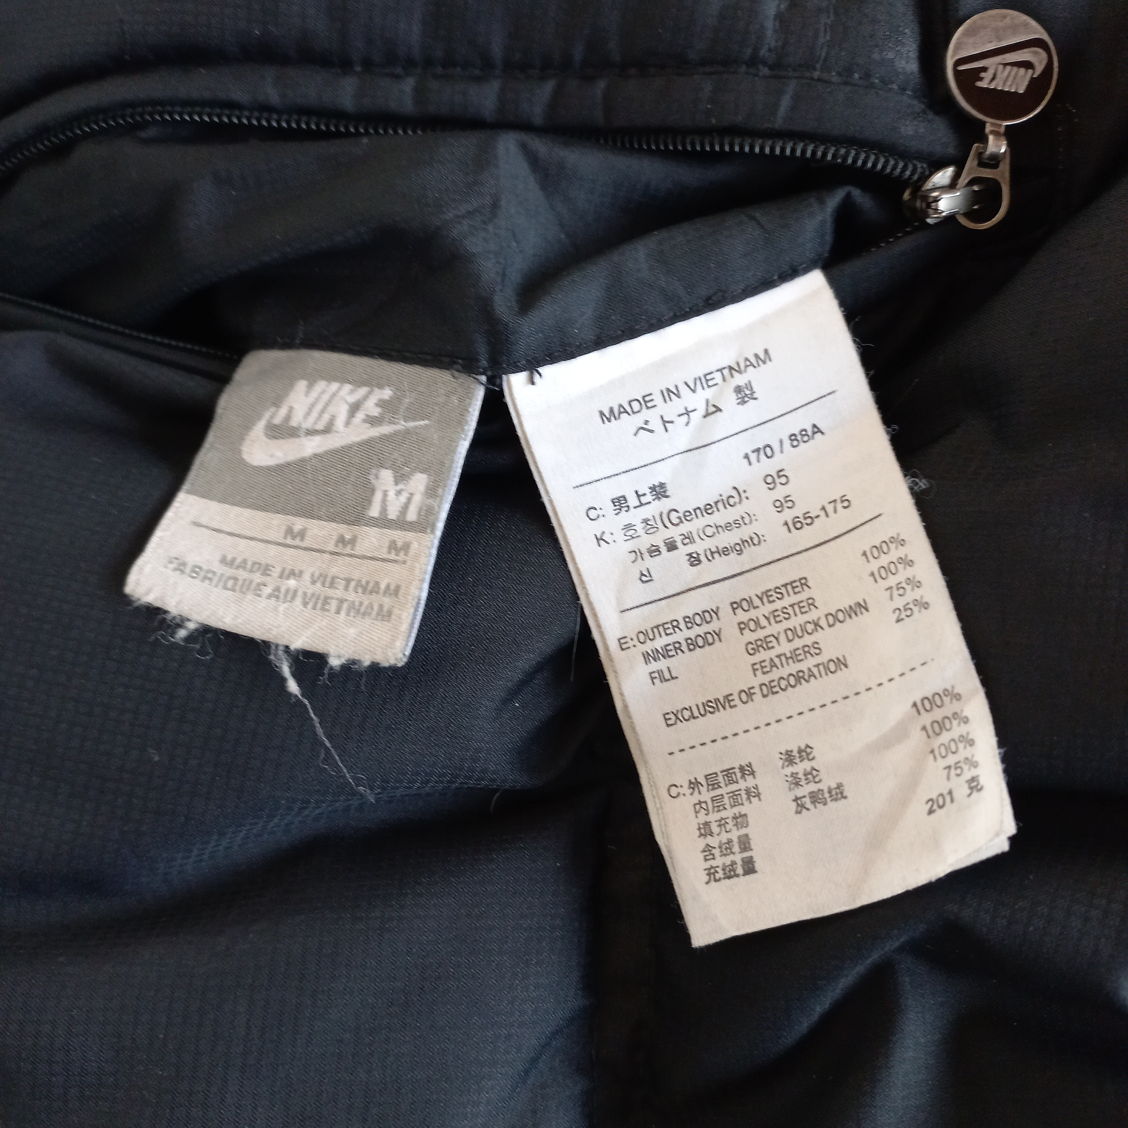 NIKE
NIKE
M
M M M
MADE IN VIETNAM
FABRIQUE AU VIETNAM
MADE IN VIETNAM
ベトナム 製
170 / 88A
C: 男上装
K: 호칭(Generic): 95
가슴둘레(Chest): 95
신 장(Height): 165-175
E: OUTER BODY POLYESTER 100%
INNER BODY POLYESTER 100%
FILL GREY DUCK DOWN 75%
FEATHERS 25%
EXCLUSIVE OF DECORATION
C: 外层面料 涤纶 100%
内层面料 涤纶 100%
填充物 灰鸭绒 100%
含绒量 75%
充绒量 201 克